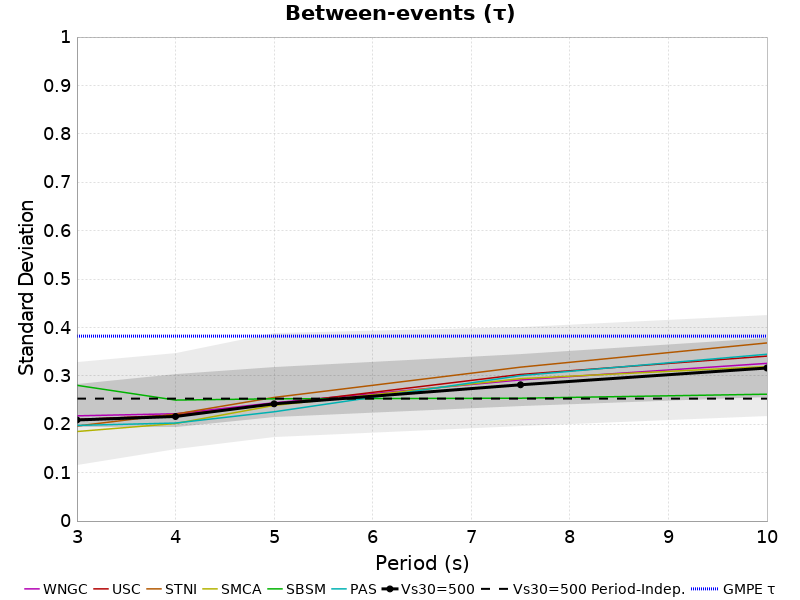 Between-events (τ)
1
0.9
0.8
0.7
0.6
0.5
0.4
0.3
0.2
0.1
0
Standard Deviation
3 4 5 6 7 8 9 10
Period (s)
WNGC USC STNI SMCA SBSM PAS Vs30=500 Vs30=500 Period-Indep. GMPE τ